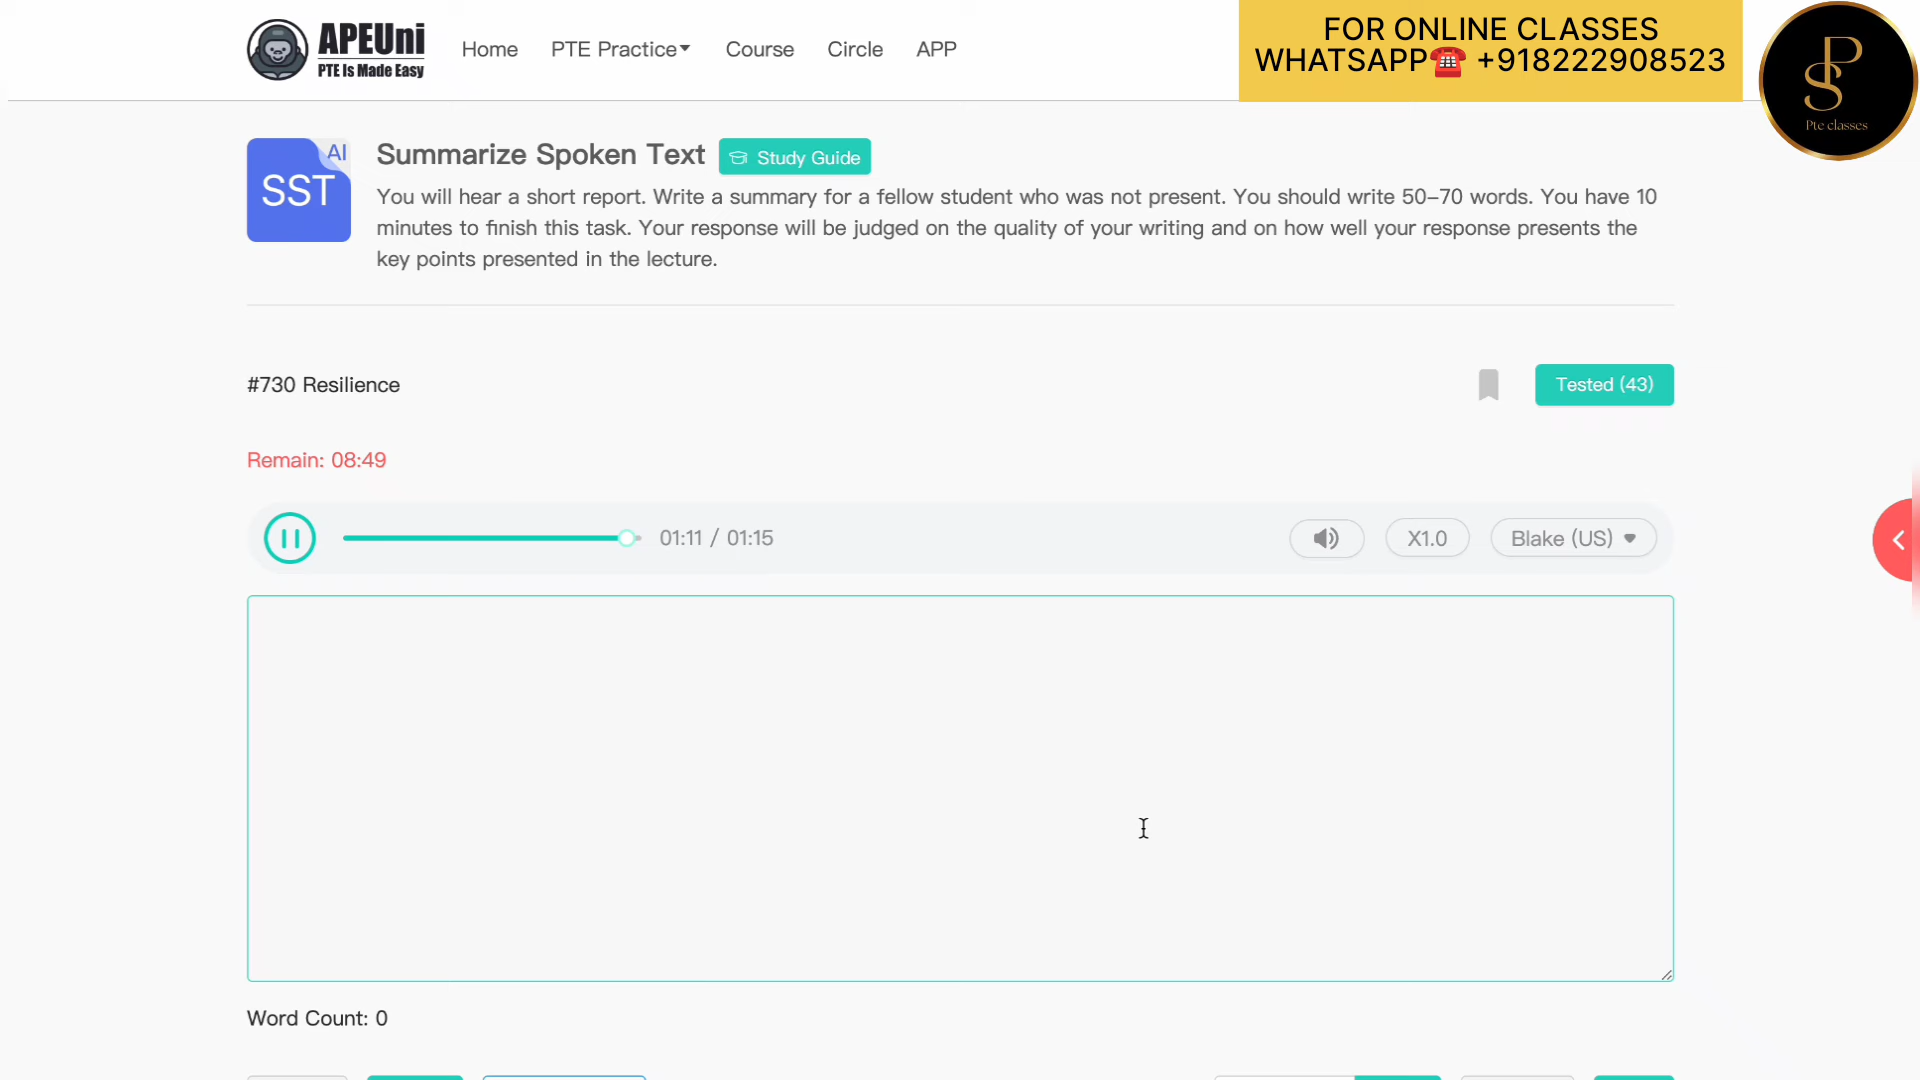 APEUni
PTE Is Made Easy
Home
PTE Practice
Course
Circle
APP
FOR ONLINE CLASSES
WHATSAPP☎️ +918222908523
PS
Pte classes
AI
SST
Summarize Spoken Text
Study Guide
You will hear a short report. Write a summary for a fellow student who was not present. You should write 50–70 words. You have 10
minutes to finish this task. Your response will be judged on the quality of your writing and on how well your response presents the
key points presented in the lecture.
#730 Resilience
Tested (43)
Remain: 08:49
01:11 / 01:15
X1.0
Blake (US)
Word Count: 0